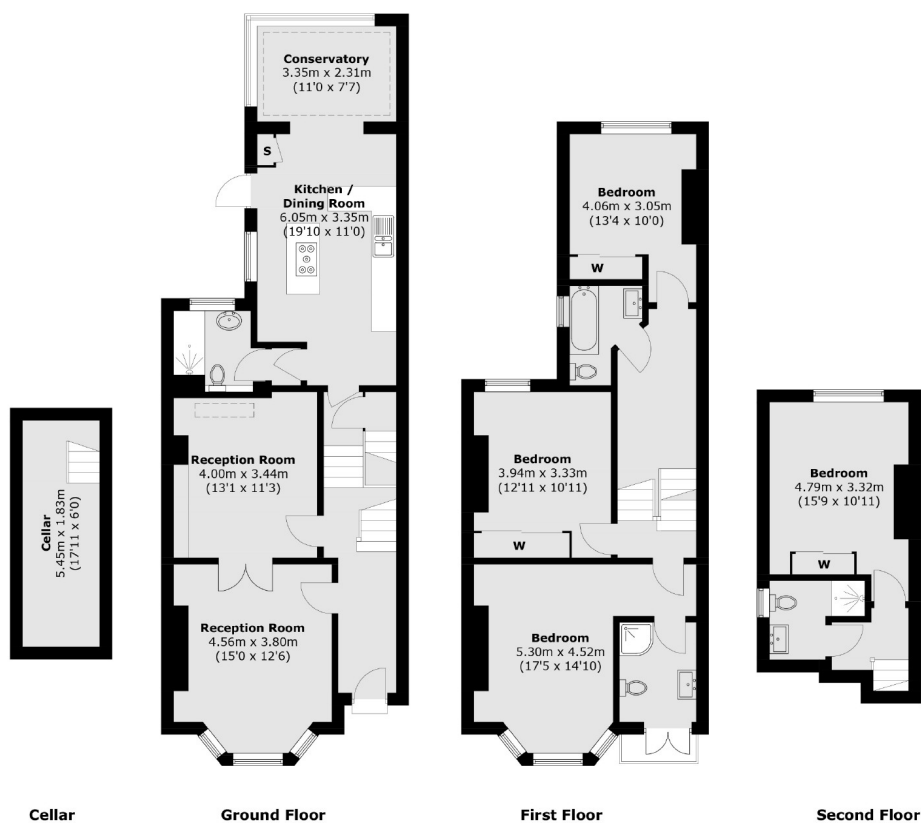 Conservatory
3.35m x 2.31m
(11'0 x 7'7)
S
Kitchen /
Dining Room
6.05m x 3.35m
(19'10 x 11'0)
Reception Room
4.00m x 3.44m
(13'1 x 11'3)
Reception Room
4.56m x 3.80m
(15'0 x 12'6)
Cellar
5.45m x 1.83m
(17'11 x 6'0)
Bedroom
4.06m x 3.05m
(13'4 x 10'0)
W
Bedroom
3.94m x 3.33m
(12'11 x 10'11)
W
Bedroom
5.30m x 4.52m
(17'5 x 14'10)
Bedroom
4.79m x 3.32m
(15'9 x 10'11)
W
Cellar
Ground Floor
First Floor
Second Floor